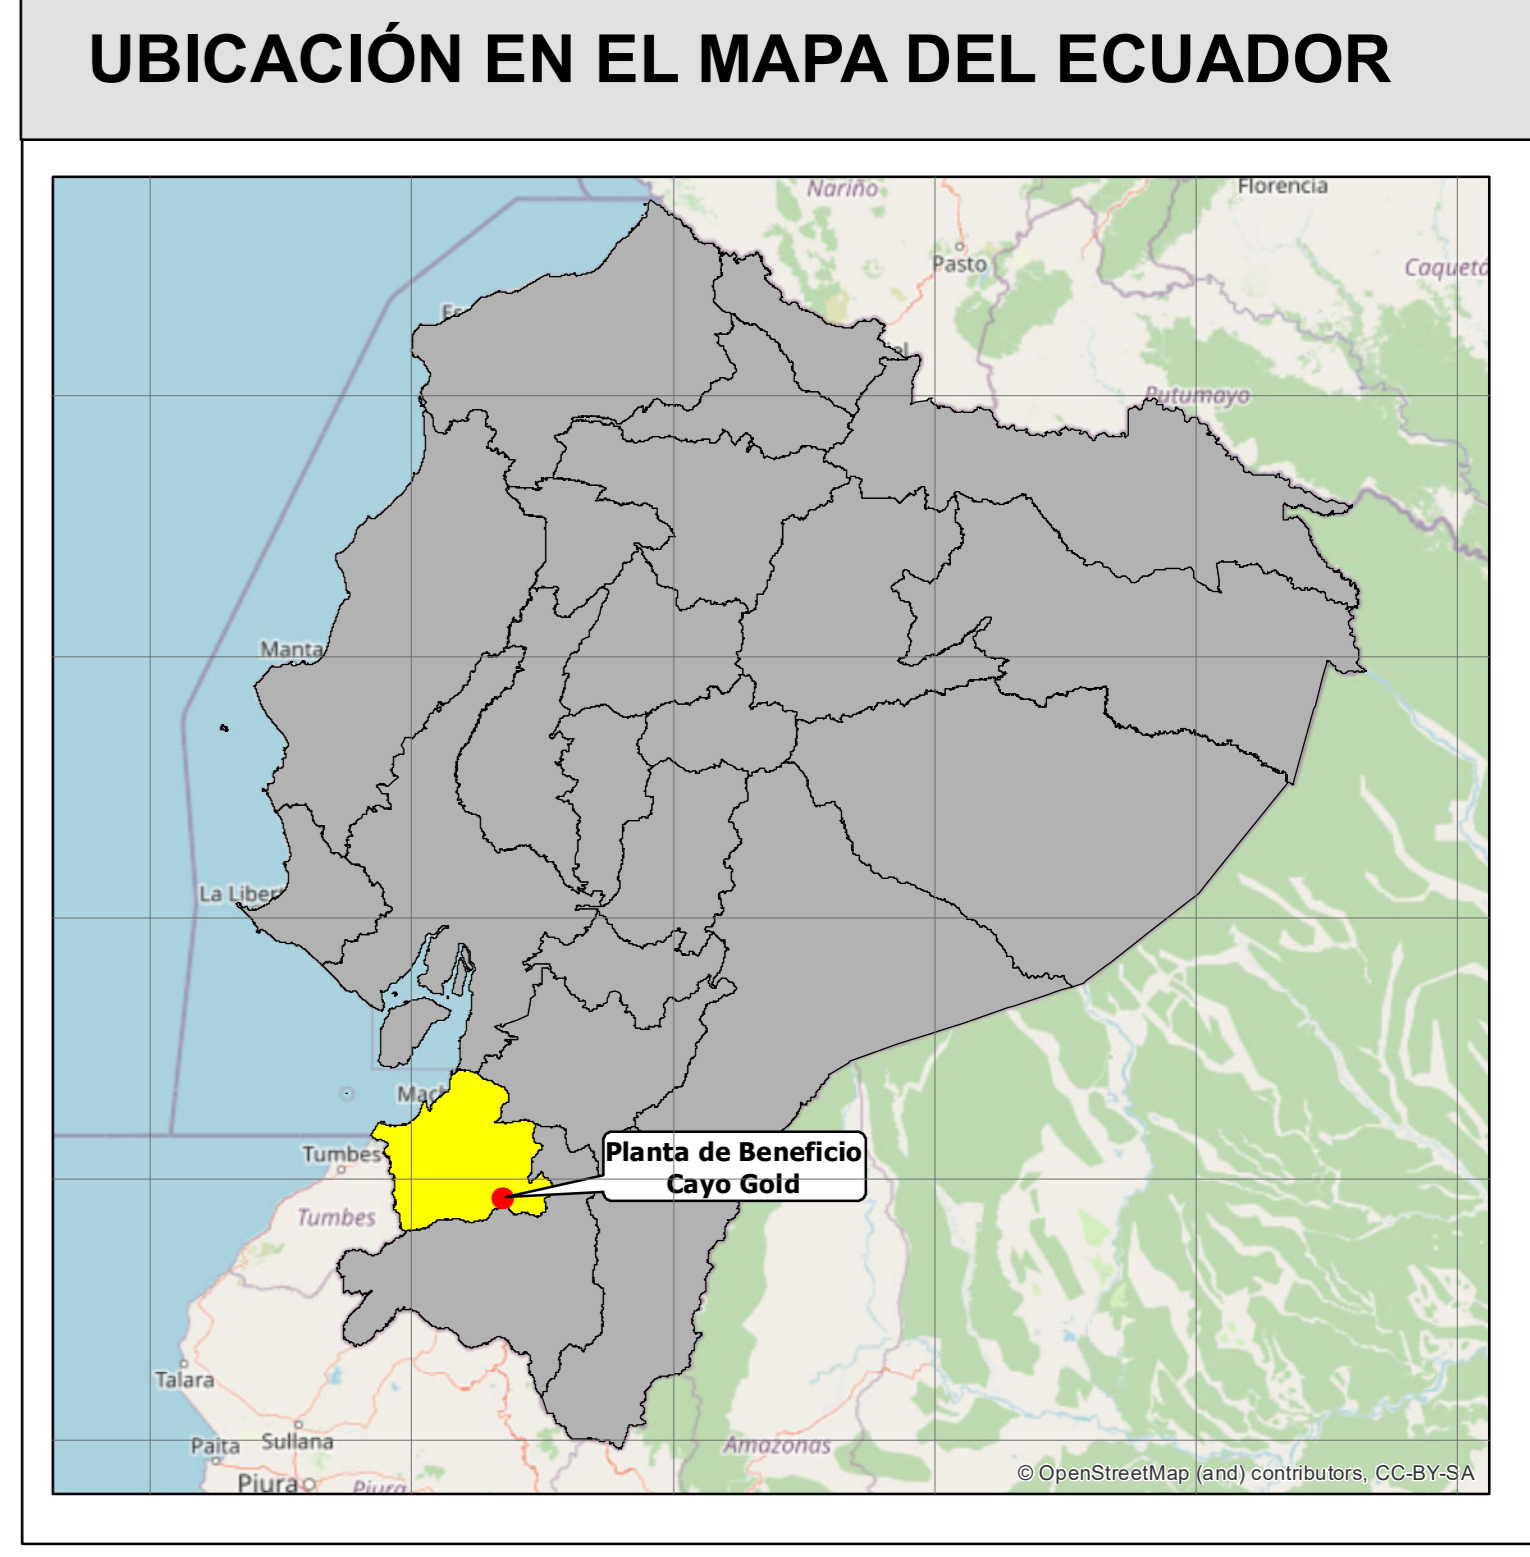 UBICACIÓN EN EL MAPA DEL ECUADOR
Nariño
Florencia
Pasto
Caquetá
Putumayo
Manta
La Liber
Mach
Tumbes
Planta de Beneficio
Cayo Gold
Tumbes
Talara
Paita
Sullana
Piura
Piura
Amazonas
© OpenStreetMap (and) contributors, CC-BY-SA